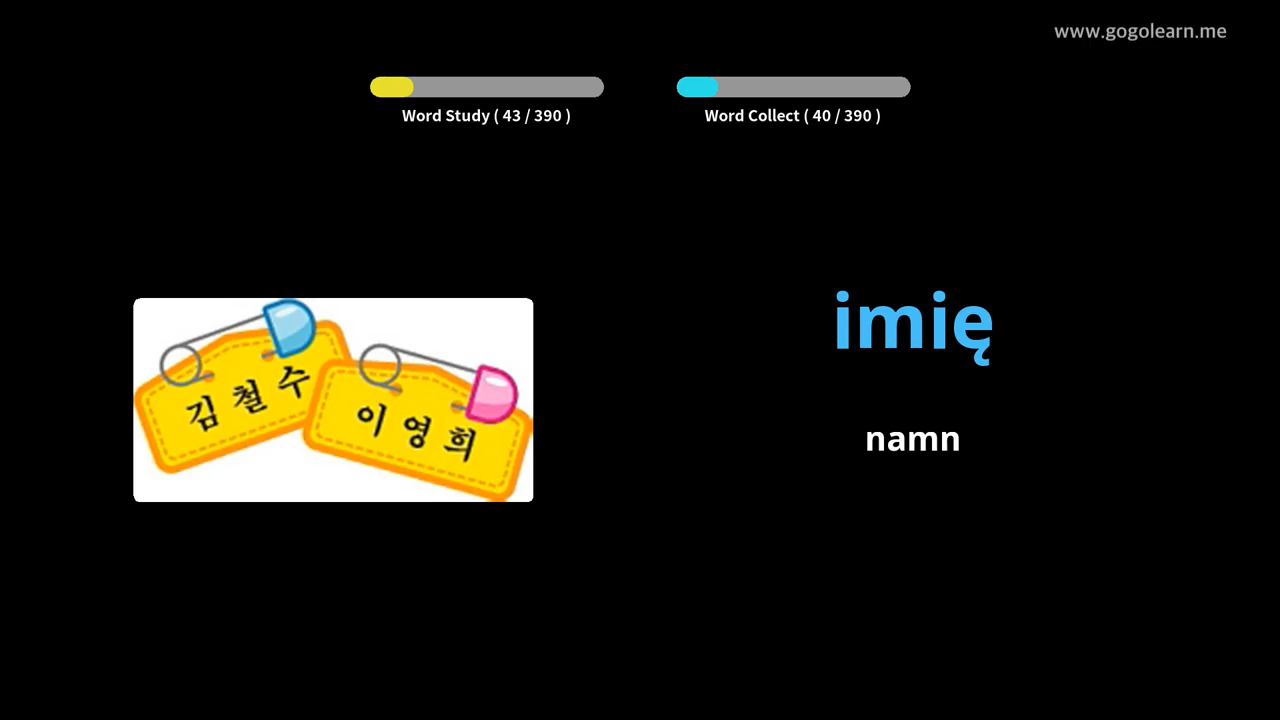 www.gogolearn.me
Word Study ( 43 / 390 )
Word Collect ( 40 / 390 )
김철수
이영희
imię
namn